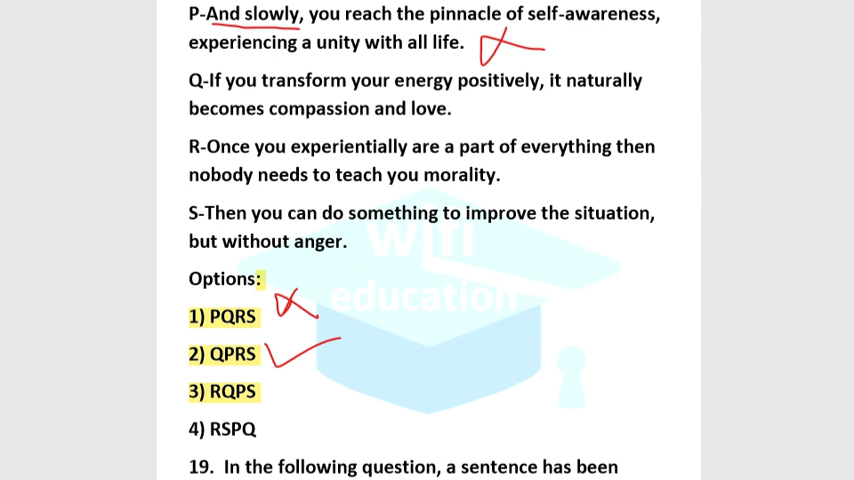 P-And slowly, you reach the pinnacle of self-awareness,
experiencing a unity with all life.
Q-If you transform your energy positively, it naturally
becomes compassion and love.
R-Once you experientially are a part of everything then
nobody needs to teach you morality.
S-Then you can do something to improve the situation,
but without anger.
Wifi
Options:
education
1) PQRS
2) QPRS
3) RQPS
4) RSPQ
19. In the following question, a sentence has been